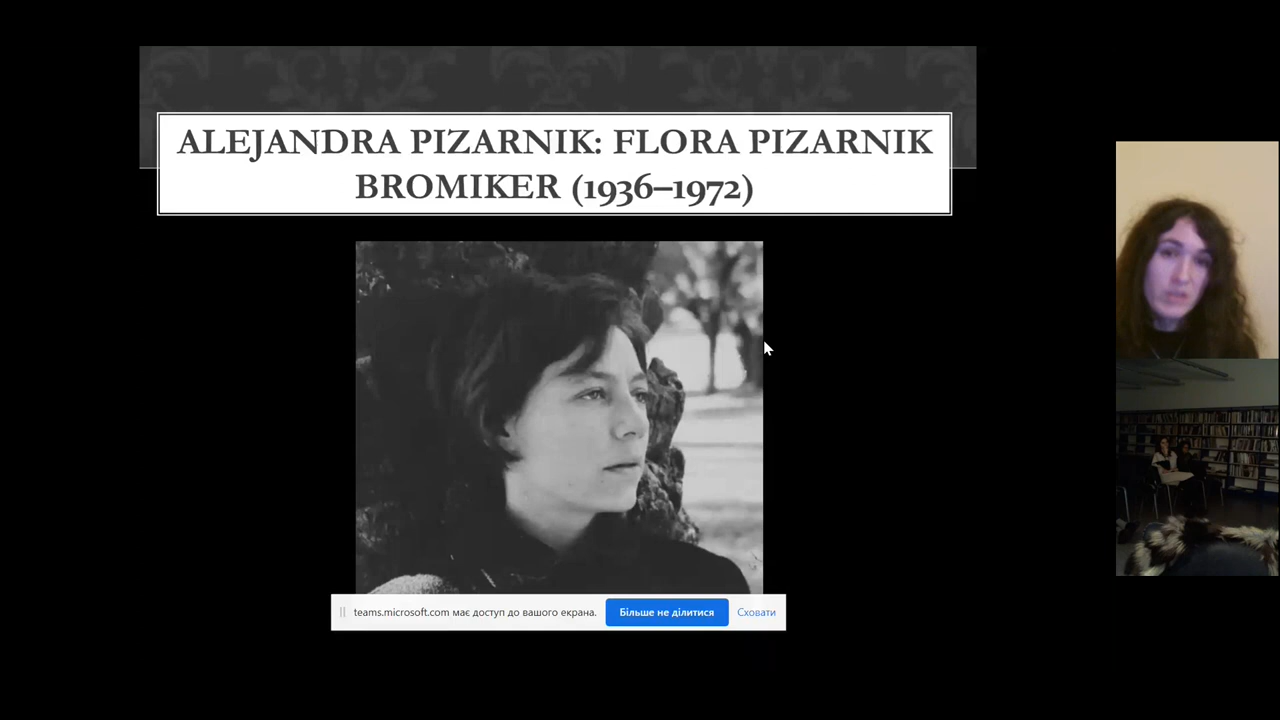 ALEJANDRA PIZARNIK: FLORA PIZARNIK
BROMIKER (1936–1972)
teams.microsoft.com має доступ до вашого екрана. Більше не ділитися Сховати